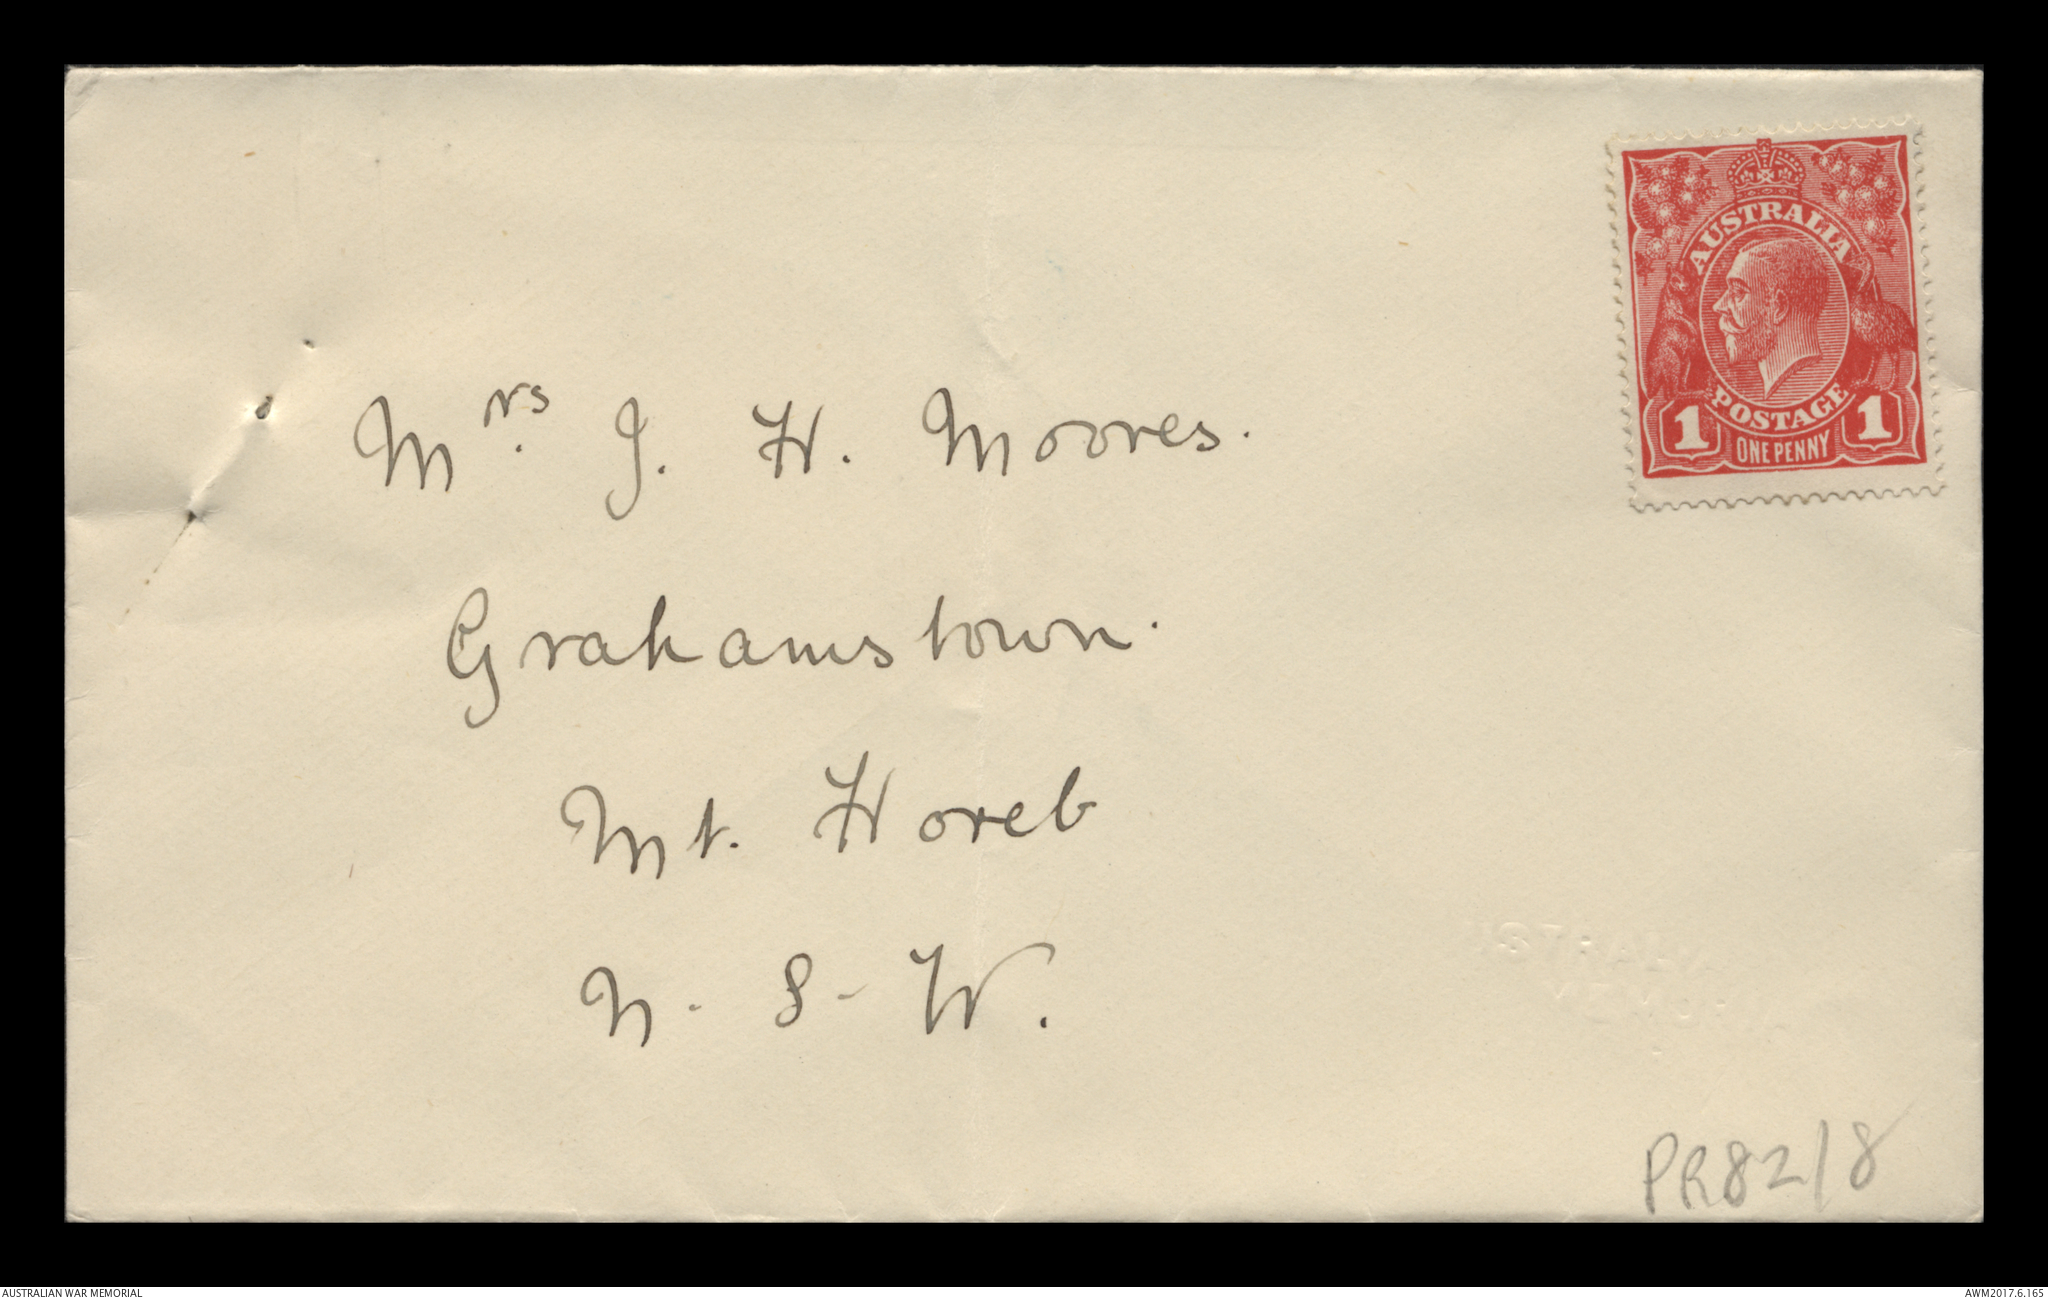 AUSTRALIA
POSTAGE
1 ONE PENNY 1
Mrs. J. H. Moores.
Grahamstown.
Mt. Horeb
N. S. W.
PR82/8
AUSTRALIAN WAR MEMORIAL
AWM2017.6.165